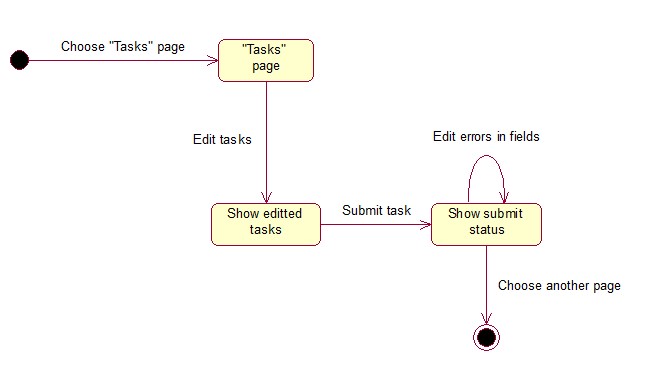 Choose "Tasks" page
"Tasks"
page
Edit tasks
Edit errors in fields
Show editted
tasks
Submit task
Show submit
status
Choose another page